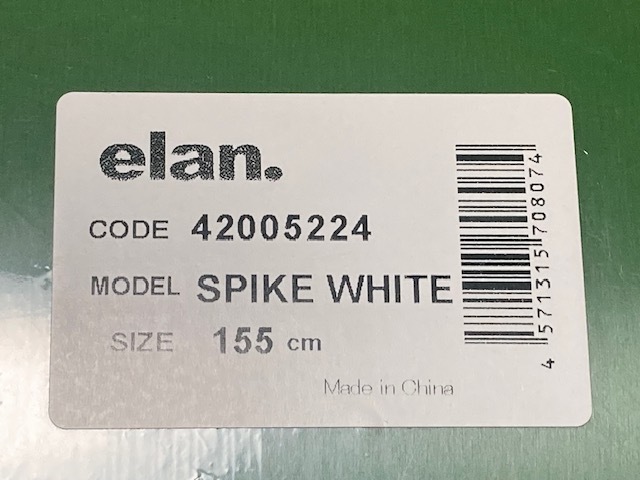 elan.
CODE 42005224
MODEL SPIKE WHITE
SIZE 155 cm
Made in China
4 571315 708074